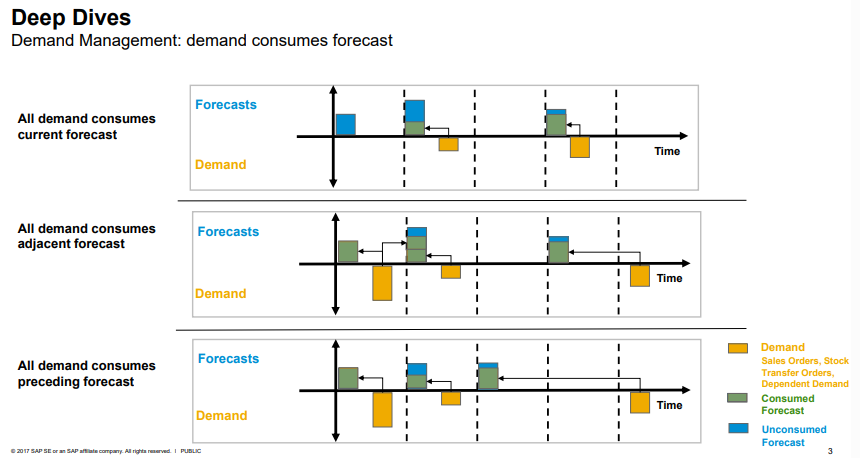 Deep Dives
Demand Management: demand consumes forecast
All demand consumes
current forecast
Forecasts
Demand
Time
All demand consumes
adjacent forecast
Forecasts
Demand
Time
All demand consumes
preceding forecast
Forecasts
Demand
Time
Demand
Sales Orders, Stock
Transfer Orders,
Dependent Demand
Consumed
Forecast
Unconsumed
Forecast
© 2017 SAP SE or an SAP affiliate company. All rights reserved. ǀ PUBLIC
3